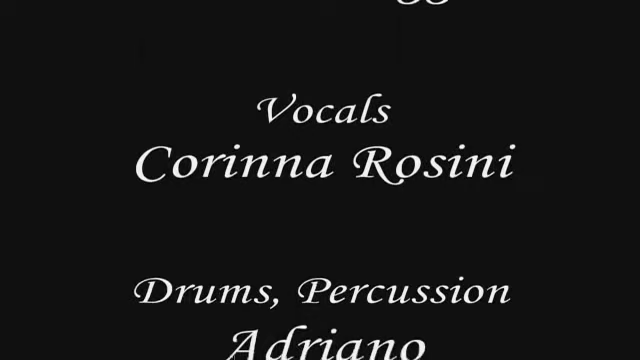 Vocals
Corinna Rosini
Drums, Percussion
Adriano